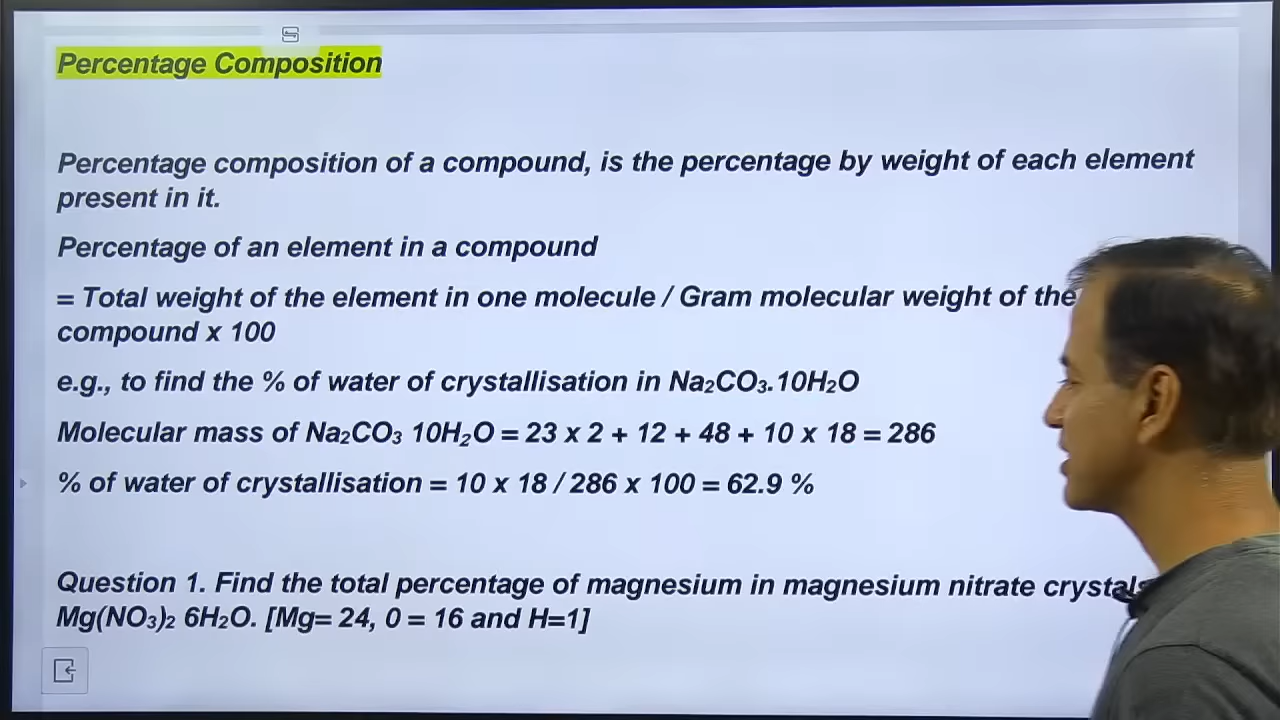 Percentage Composition
Percentage composition of a compound, is the percentage by weight of each element
present in it.
Percentage of an element in a compound
= Total weight of the element in one molecule / Gram molecular weight of the
compound x 100
e.g., to find the % of water of crystallisation in Na₂CO₃.10H₂O
Molecular mass of Na₂CO₃ 10H₂O = 23 x 2 + 12 + 48 + 10 x 18 = 286
% of water of crystallisation = 10 x 18 / 286 x 100 = 62.9 %
Question 1. Find the total percentage of magnesium in magnesium nitrate crystals
Mg(NO₃)₂ 6H₂O. [Mg= 24, 0 = 16 and H=1]